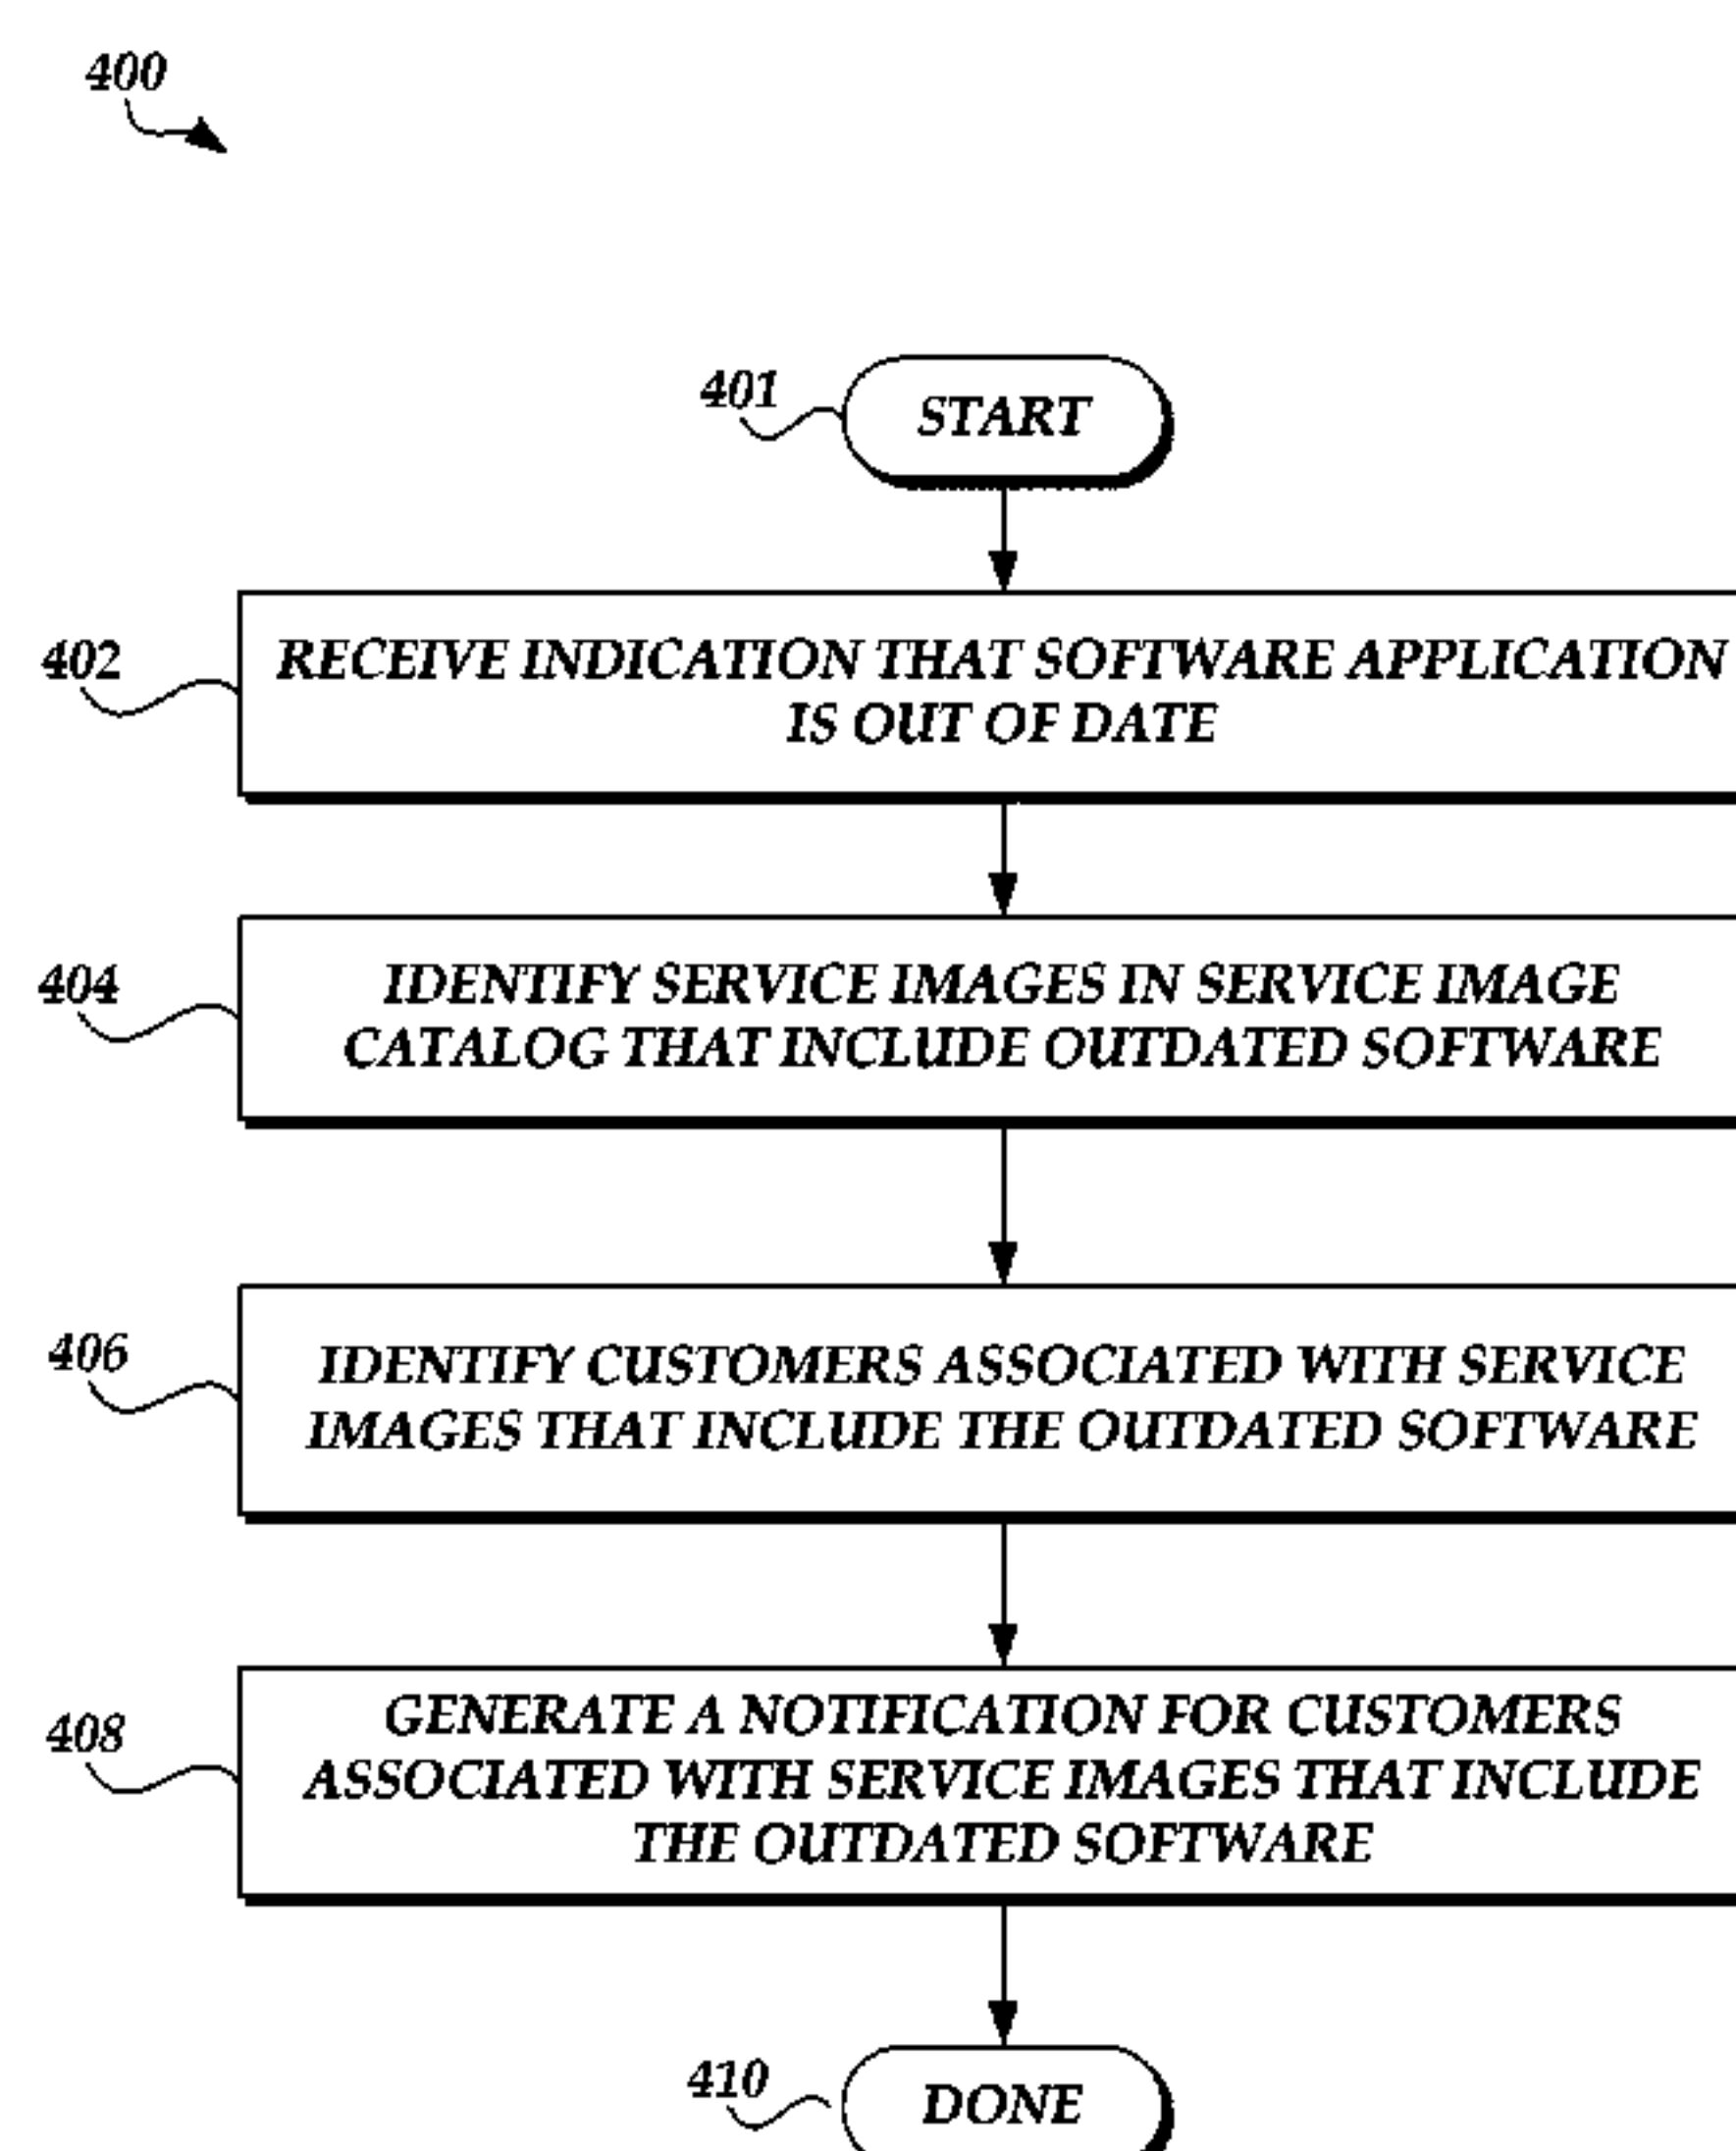 400
401
START
402
RECEIVE INDICATION THAT SOFTWARE APPLICATION
IS OUT OF DATE
404
IDENTIFY SERVICE IMAGES IN SERVICE IMAGE
CATALOG THAT INCLUDE OUTDATED SOFTWARE
406
IDENTIFY CUSTOMERS ASSOCIATED WITH SERVICE
IMAGES THAT INCLUDE THE OUTDATED SOFTWARE
408
GENERATE A NOTIFICATION FOR CUSTOMERS
ASSOCIATED WITH SERVICE IMAGES THAT INCLUDE
THE OUTDATED SOFTWARE
410
DONE